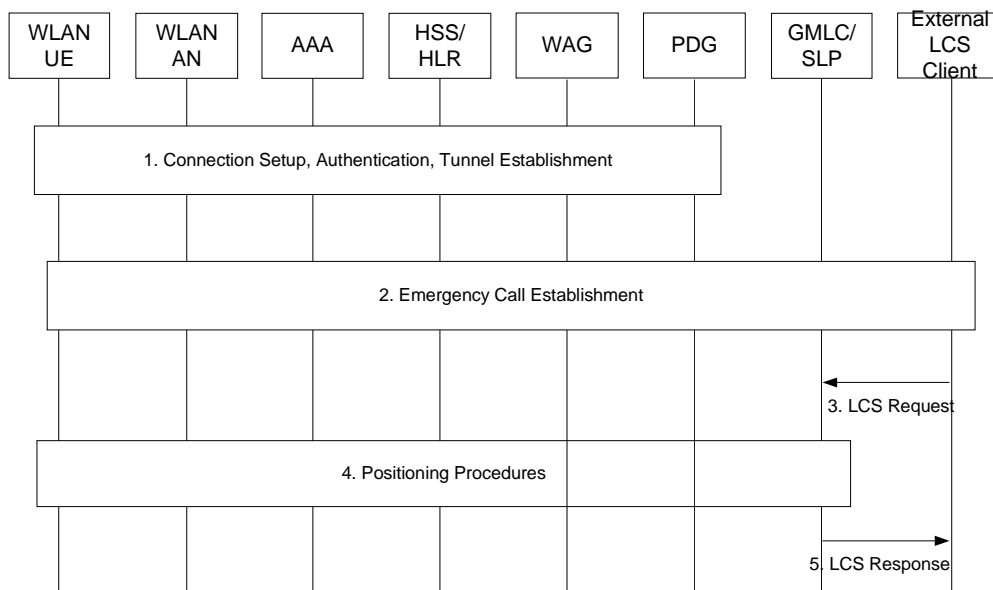 WLAN
UE
WLAN
AN
AAA
HSS/
HLR
WAG
PDG
GMLC/
SLP
External
LCS
Client
1. Connection Setup, Authentication, Tunnel Establishment
2. Emergency Call Establishment
3. LCS Request
4. Positioning Procedures
5. LCS Response